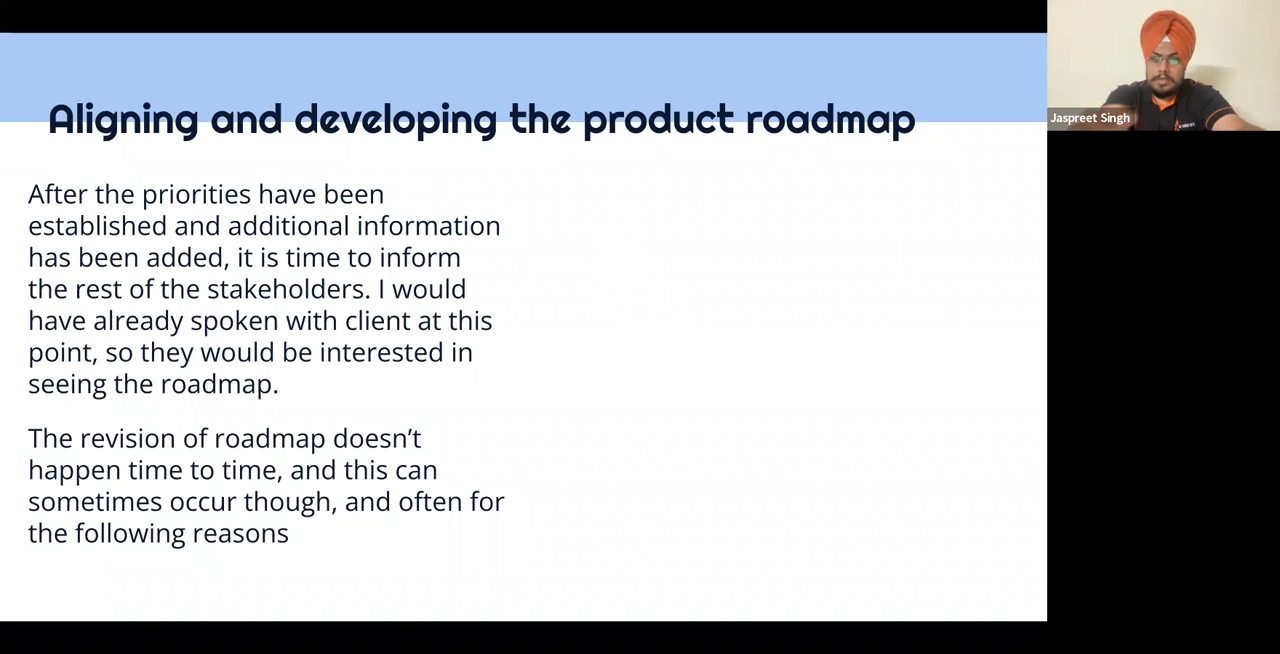 Aligning and developing the product roadmap
After the priorities have been
established and additional information
has been added, it is time to inform
the rest of the stakeholders. I would
have already spoken with client at this
point, so they would be interested in
seeing the roadmap.
The revision of roadmap doesn’t
happen time to time, and this can
sometimes occur though, and often for
the following reasons
Jaspreet Singh